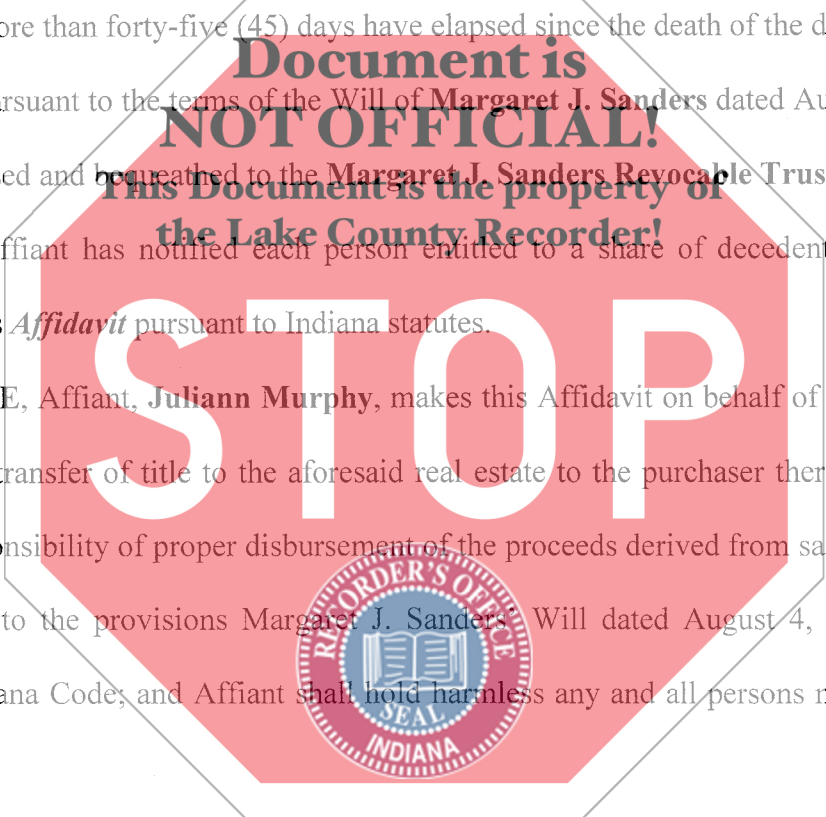 ore than forty-five (45) days have elapsed since the death of the d
Document is
rsuant to the terms of the Will of Margaret J. Sanders dated Au
NOT OFFICIAL!
ed and bequeathed to the Margaret J. Sanders Revocable Trus
This Document is the property of
the Lake County Recorder!
ffiant has notified each person entitled to a share of decedent
s Affidavit pursuant to Indiana statutes.
STOP
E, Affiant, Juliann Murphy, makes this Affidavit on behalf of
transfer of title to the aforesaid real estate to the purchaser ther
onsibility of proper disbursement of the proceeds derived from sa
to the provisions Margaret J. Sanders' Will dated August 4,
ana Code; and Affiant shall hold harmless any and all persons
RECORDER'S OFFICE
SEAL
INDIANA